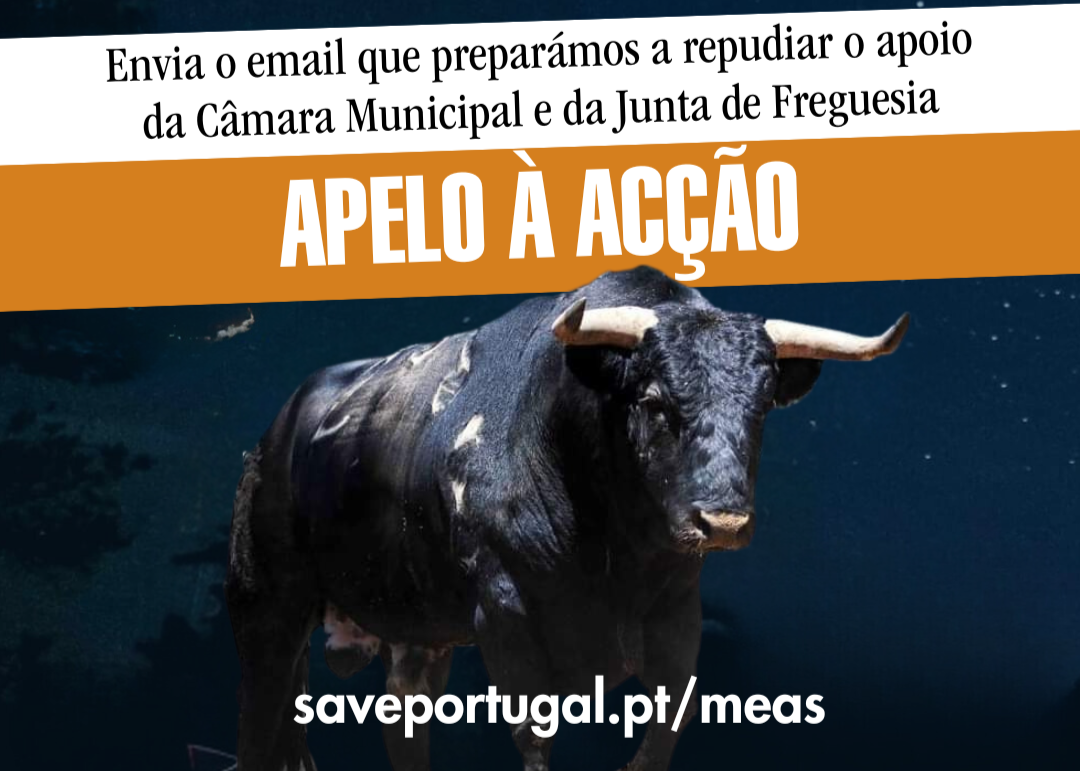 Envia o email que preparámos a repudiar o apoio
da Câmara Municipal e da Junta de Freguesia
APELO À ACÇÃO
saveportugal.pt/meas